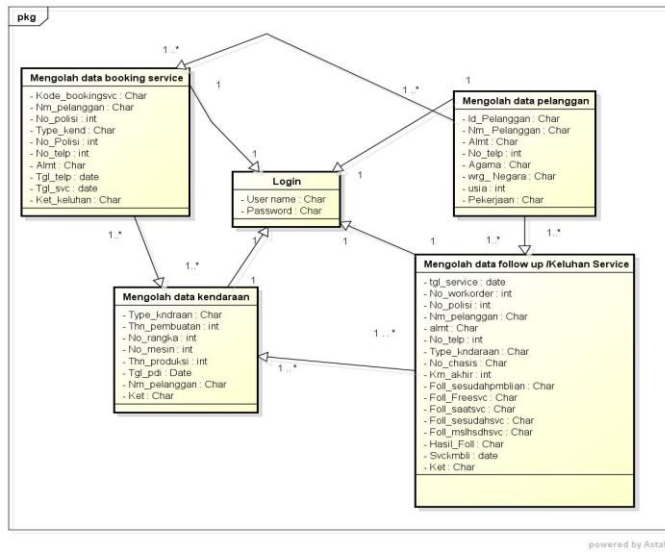 pkg
1..*
Mengolah data booking service
- Kode_bookingsvc : Char
- Nm_pelanggan : Char
- No_polisi : int
- Type_kend : Char
- No_Polisi : int
- No_telp : int
- Almt : Char
- Tgl_telp : date
- Tgl_svc : date
- Ket_keluhan : Char
1
1..*
1
Mengolah data pelanggan
- Id_Pelanggan : Char
- Nm_ Pelanggan : Char
- Almt : Char
- No_telp : int
- Agama : Char
- wrg_ Negara : Char
- usia : int
- Pekerjaan : Char
1
1
Login
- User name : Char
- Password : Char
1..*
1..*
1
1
1
1
1..*
1..*
Mengolah data kendaraan
- Type_kndraan : Char
- Thn_pembuatan : int
- No_rangka : int
- No_mesin : int
- Thn_produksi : int
- Tgl_pdi : Date
- Nm_pelanggan : Char
- Ket : Char
1...*
1..*
Mengolah data follow up /Keluhan Service
- tgl_service : date
- No_workorder : int
- No_polisi : int
- Nm_pelanggan : Char
- almt : Char
- No_telp : int
- Type_kndaraan : Char
- No_chasis : Char
- Km_akhir : int
- Foll_sesudahpmblian : Char
- Foll_Freesvc : Char
- Foll_saatsvc : Char
- Foll_sesudahsvc : Char
- Foll_mslhsdhsvc : Char
- Hasil_Foll : Char
- Svckmbli : date
- Ket : Char
powered by Asta